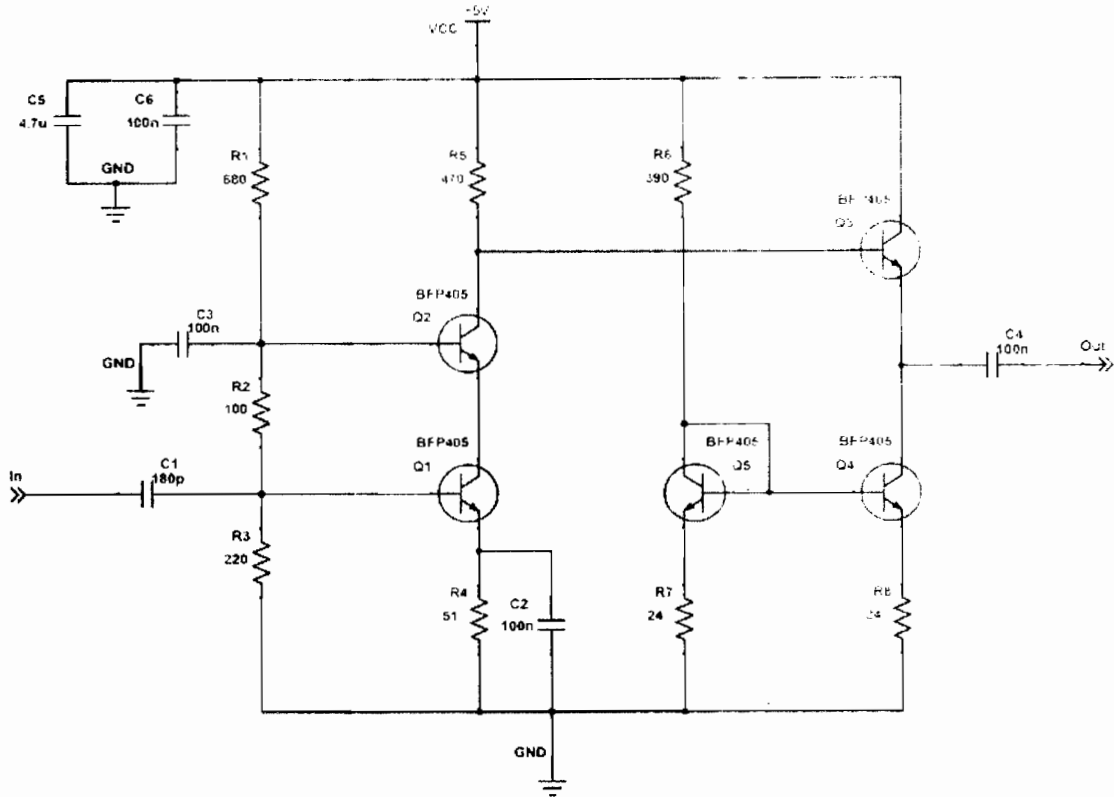 +5V
VCC
C5
4.7u
C6
100n
GND
R1
680
R5
470
R6
390
BFP405
Q3
BFP405
Q2
C3
100n
GND
R2
100
C4
100n
Out
BFP405
Q1
BFP405
Q5
BFP405
Q4
In
C1
180p
R3
220
R4
51
C2
100n
R7
24
R8
24
GND